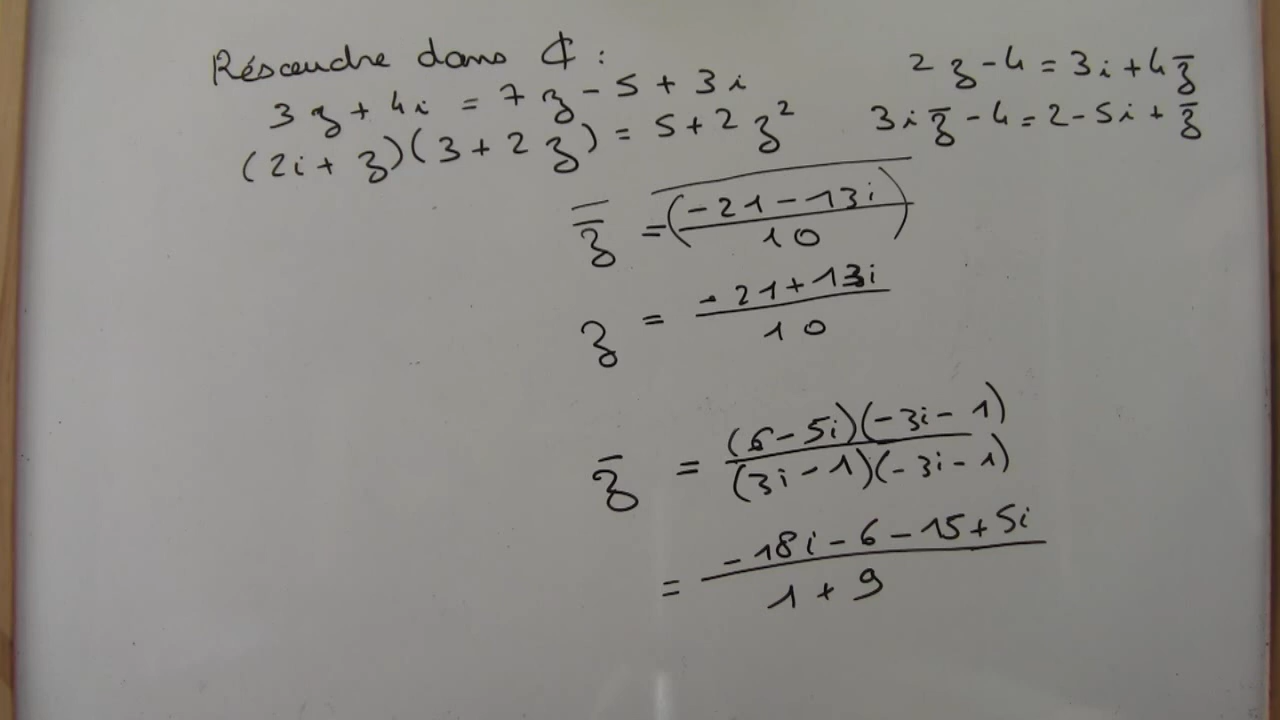 Résoudre dans ℂ :
3z + 4i = 7z - 5 + 3i
(2i + z)(3 + 2z) = 5 + 2z²
2z - 4 = 3i + 4z̄
3i z̄ - 4 = 2 - 5i + z̄
z̿ = \overline{((-21 - 13i)/10)}
z = (-21 + 13i)/10
z̄ = ((6 - 5i)(-3i - 1))/((3i - 1)(-3i - 1))
= (-18i - 6 - 15 + 5i)/(1 + 9)